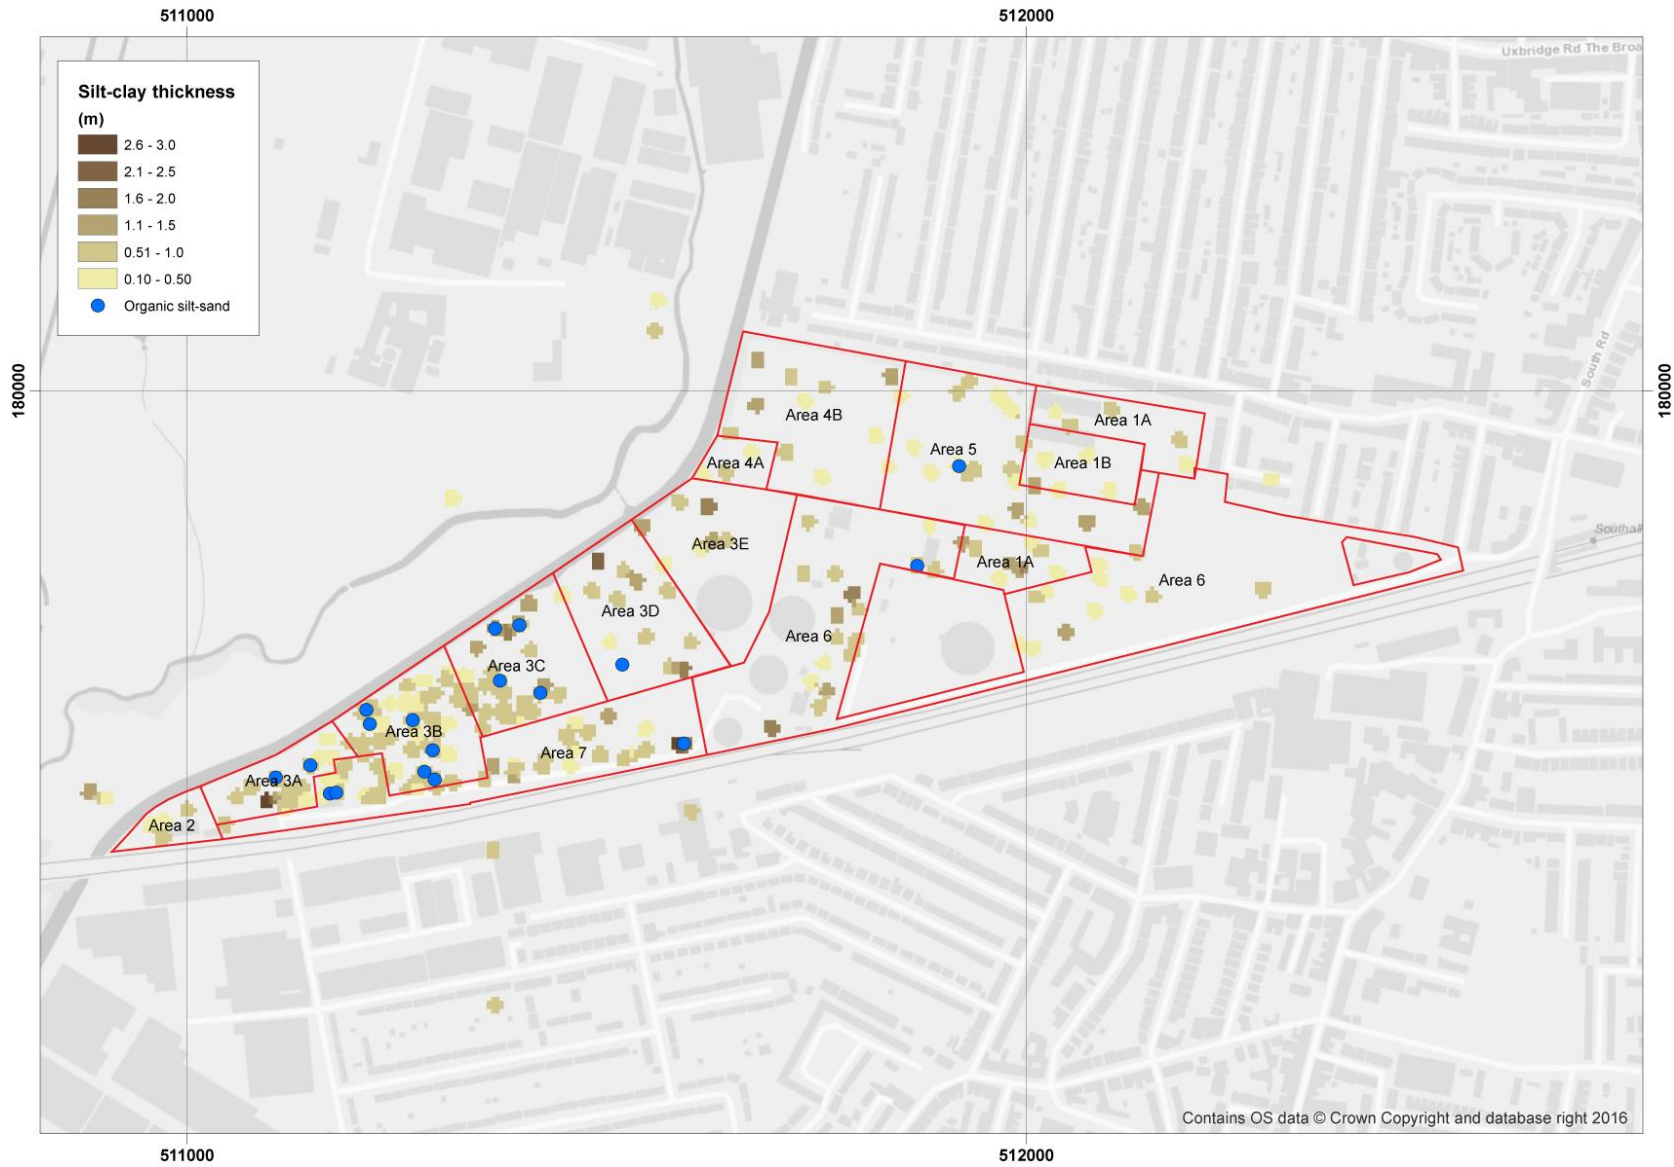 511000
512000
Uxbridge Rd The Broa
Silt-clay thickness
(m)
2.6 - 3.0
2.1 - 2.5
1.6 - 2.0
1.1 - 1.5
0.51 - 1.0
0.10 - 0.50
Organic silt-sand
South Rd
180000
180000
Area 4B
Area 1A
Area 5
Area 4A
Area 1B
Southall
Area 3E
Area 1A
Area 6
Area 3D
Area 6
Area 3C
Area 3B
Area 7
Area 3A
Area 2
Contains OS data © Crown Copyright and database right 2016
511000
512000